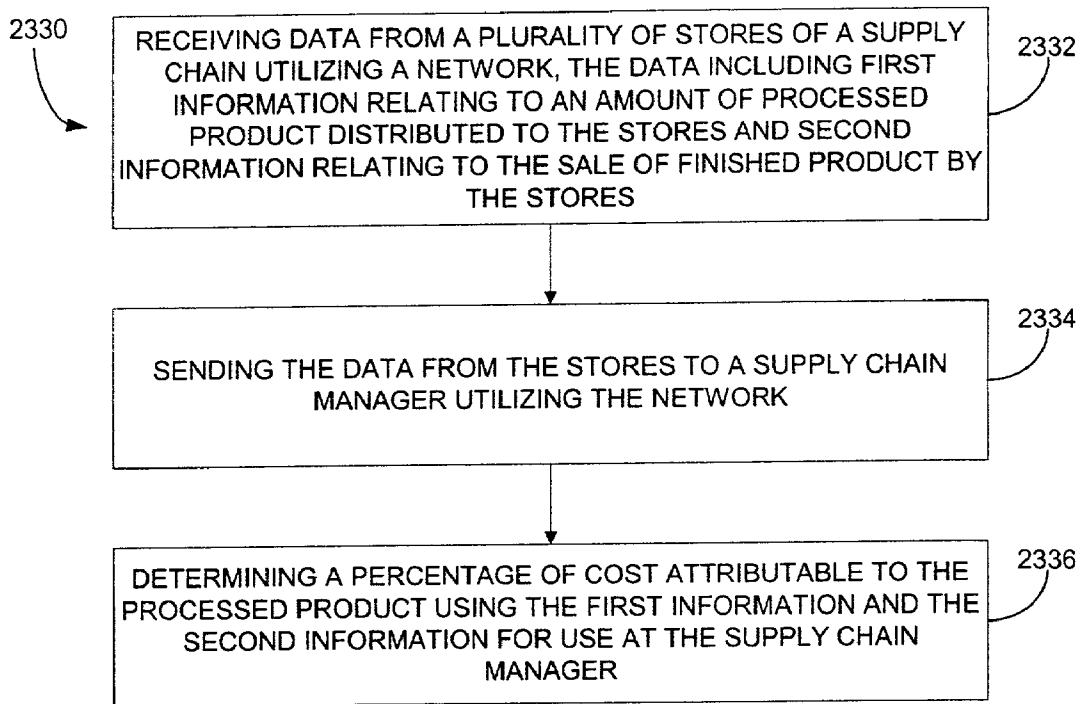 2330
RECEIVING DATA FROM A PLURALITY OF STORES OF A SUPPLY
CHAIN UTILIZING A NETWORK, THE DATA INCLUDING FIRST
INFORMATION RELATING TO AN AMOUNT OF PROCESSED
PRODUCT DISTRIBUTED TO THE STORES AND SECOND
INFORMATION RELATING TO THE SALE OF FINISHED PRODUCT BY
THE STORES
2332
SENDING THE DATA FROM THE STORES TO A SUPPLY CHAIN
MANAGER UTILIZING THE NETWORK
2334
DETERMINING A PERCENTAGE OF COST ATTRIBUTABLE TO THE
PROCESSED PRODUCT USING THE FIRST INFORMATION AND THE
SECOND INFORMATION FOR USE AT THE SUPPLY CHAIN
MANAGER
2336